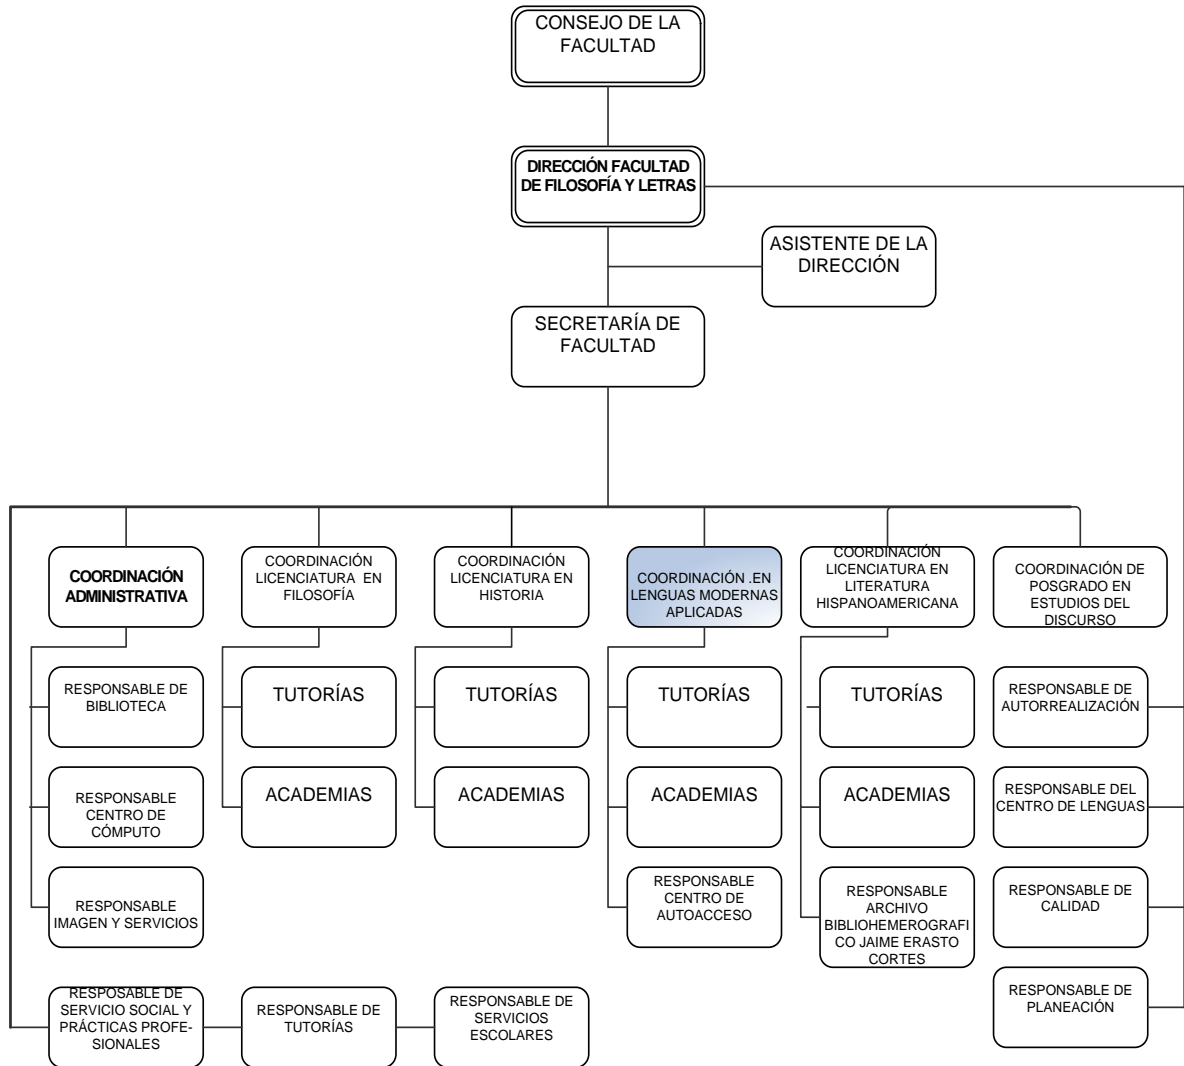 CONSEJO DE LA
FACULTAD
DIRECCIÓN FACULTAD
DE FILOSOFÍA Y LETRAS
ASISTENTE DE LA
DIRECCIÓN
SECRETARÍA DE
FACULTAD
COORDINACIÓN
ADMINISTRATIVA
COORDINACIÓN
LICENCIATURA EN
FILOSOFÍA
COORDINACIÓN
LICENCIATURA EN
HISTORIA
COORDINACIÓN .EN
LENGUAS MODERNAS
APLICADAS
COORDINACIÓN
LICENCIATURA EN
LITERATURA
HISPANOAMERICANA
COORDINACIÓN DE
POSGRADO EN
ESTUDIOS DEL
DISCURSO
RESPONSABLE DE
BIBLIOTECA
TUTORÍAS
TUTORÍAS
TUTORÍAS
TUTORÍAS
RESPONSABLE DE
AUTORREALIZACIÓN
RESPONSABLE
CENTRO DE
CÓMPUTO
ACADEMIAS
ACADEMIAS
ACADEMIAS
ACADEMIAS
RESPONSABLE DEL
CENTRO DE LENGUAS
RESPONSABLE
IMAGEN Y SERVICIOS
RESPONSABLE
CENTRO DE
AUTOACCESO
RESPONSABLE
ARCHIVO
BIBLIOHEMEROGRAFI
CO JAIME ERASTO
CORTES
RESPONSABLE DE
CALIDAD
RESPOSABLE DE
SERVICIO SOCIAL Y
PRÁCTICAS PROFE-
SIONALES
RESPONSABLE DE
TUTORÍAS
RESPONSABLE DE
SERVICIOS
ESCOLARES
RESPONSABLE DE
PLANEACIÓN